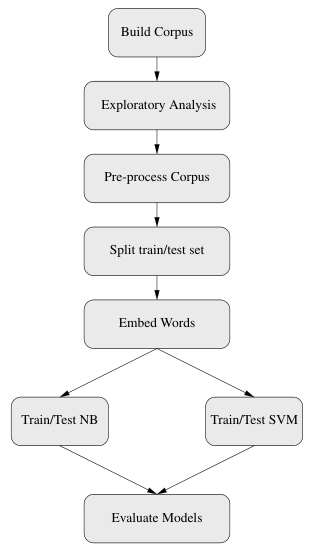 Build Corpus
Exploratory Analysis
Pre-process Corpus
Split train/test set
Embed Words
Train/Test NB
Train/Test SVM
Evaluate Models